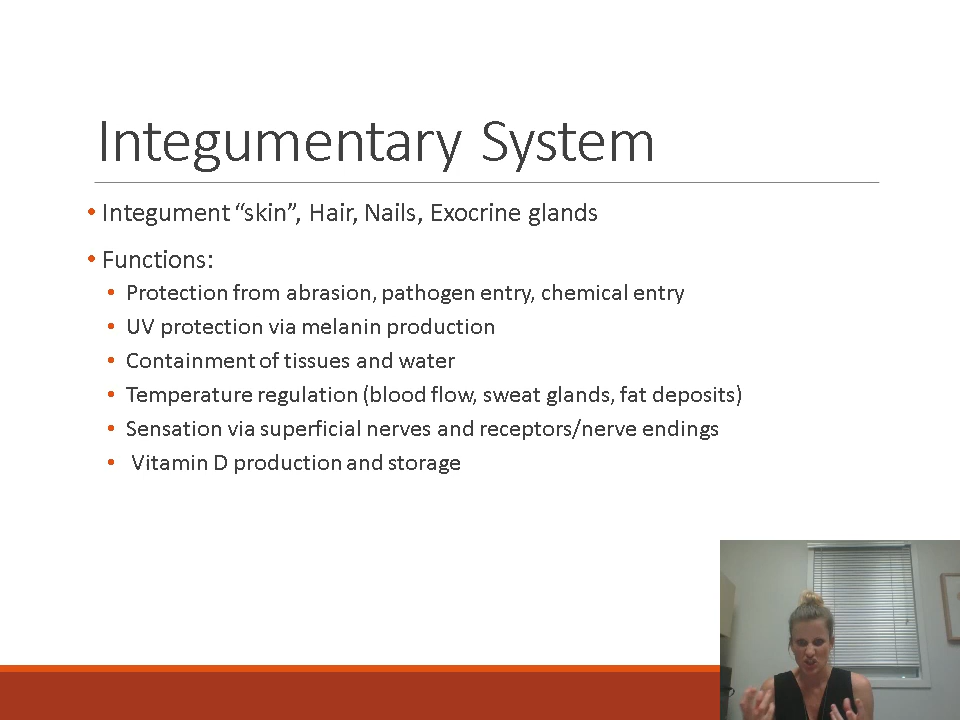 Integumentary System
• Integument “skin”, Hair, Nails, Exocrine glands
• Functions:
• Protection from abrasion, pathogen entry, chemical entry
• UV protection via melanin production
• Containment of tissues and water
• Temperature regulation (blood flow, sweat glands, fat deposits)
• Sensation via superficial nerves and receptors/nerve endings
• Vitamin D production and storage